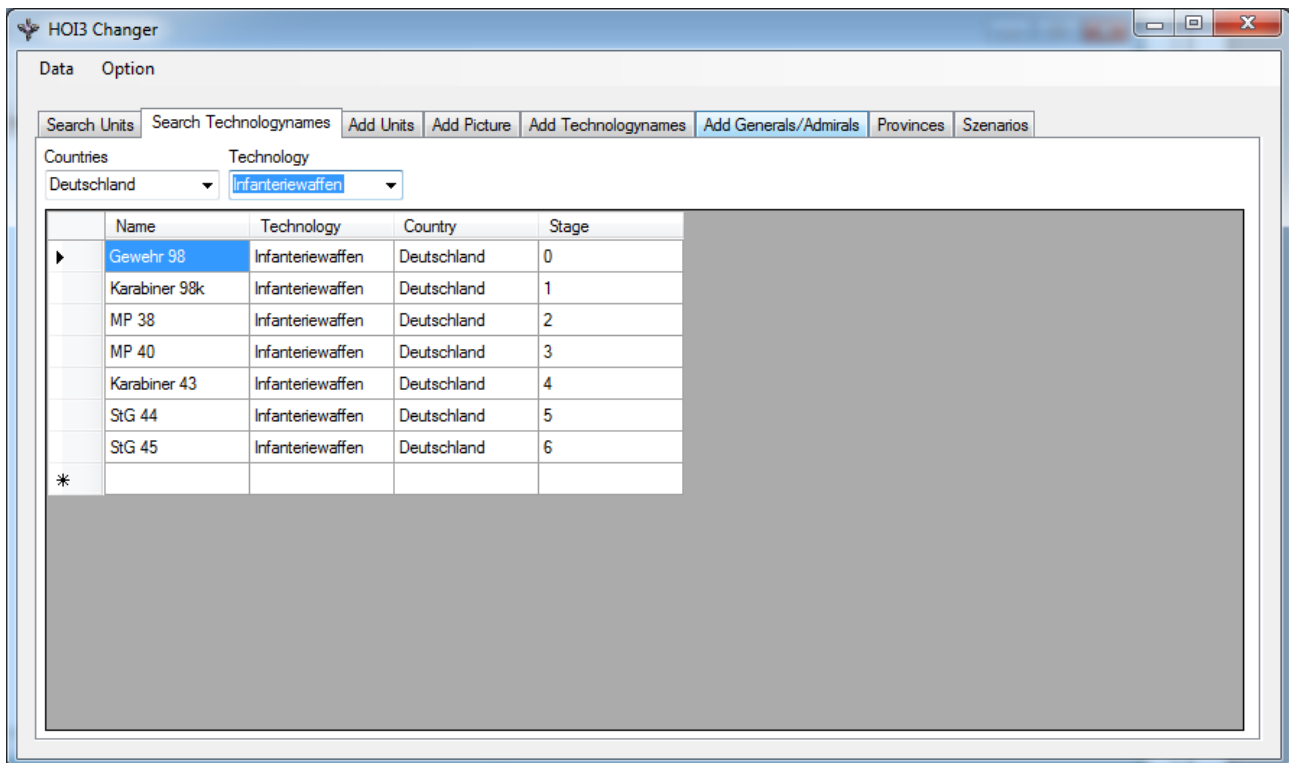 HOI3 Changer
Data Option
Search Units Search Technologynames Add Units Add Picture Add Technologynames Add Generals/Admirals Provinces Szenarios
Countries Technology
Deutschland Infanteriewaffen
Name Technology Country Stage
Gewehr 98 Infanteriewaffen Deutschland 0
Karabiner 98k Infanteriewaffen Deutschland 1
MP 38 Infanteriewaffen Deutschland 2
MP 40 Infanteriewaffen Deutschland 3
Karabiner 43 Infanteriewaffen Deutschland 4
StG 44 Infanteriewaffen Deutschland 5
StG 45 Infanteriewaffen Deutschland 6